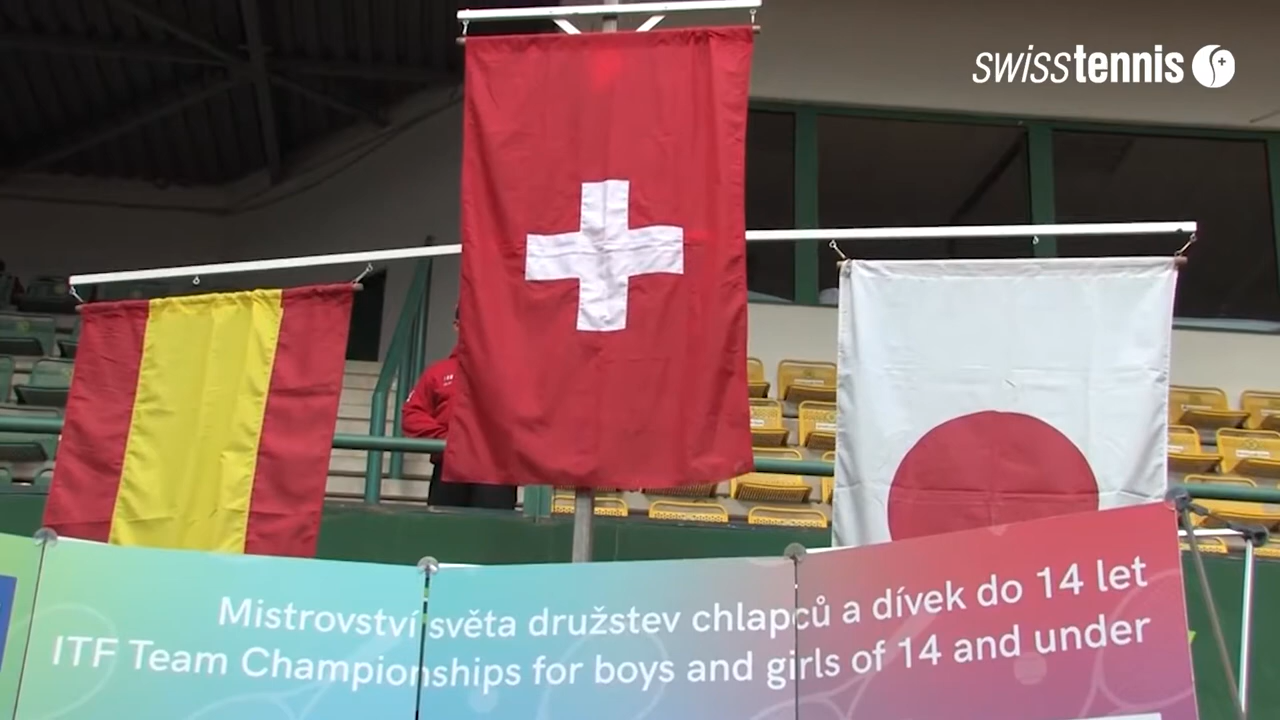 swisstennis
Mistrovství světa družstev chlapců a dívek do 14 let
ITF Team Championships for boys and girls of 14 and under